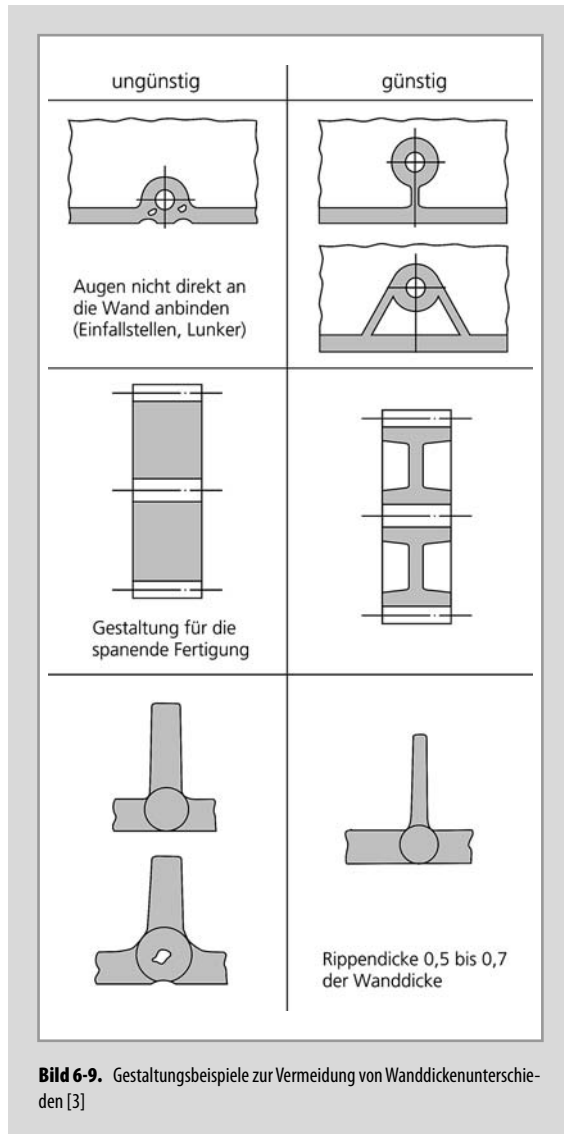 ungünstig
günstig
Augen nicht direkt an
die Wand anbinden
(Einfallstellen, Lunker)
Gestaltung für die
spanende Fertigung
Rippendicke 0,5 bis 0,7
der Wanddicke
Bild 6-9. Gestaltungsbeispiele zur Vermeidung von Wanddickenunterschie-
den [3]